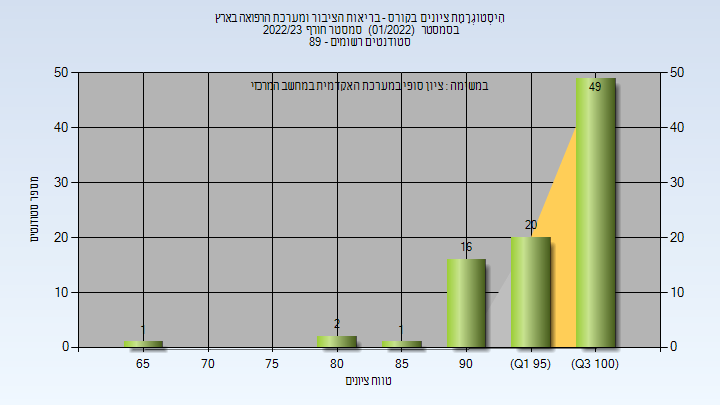 היסטוגרמת ציונים בקורס - בריאות הציבור ומערכת הרפואה בארץ
בסמסטר (01/2022) סמסטר חורף 2022/23
סטודנטים רשומים - 89
במשימה : ציון סופי במערכת האקדמית במחשב המרכזי
50 50
49
40 40
30 30
20 20
20
16
10 10
1 2 1
0 0
65 70 75 80 85 90 (Q1 95) (Q3 100)
מספר סטודנטים
טווח ציונים